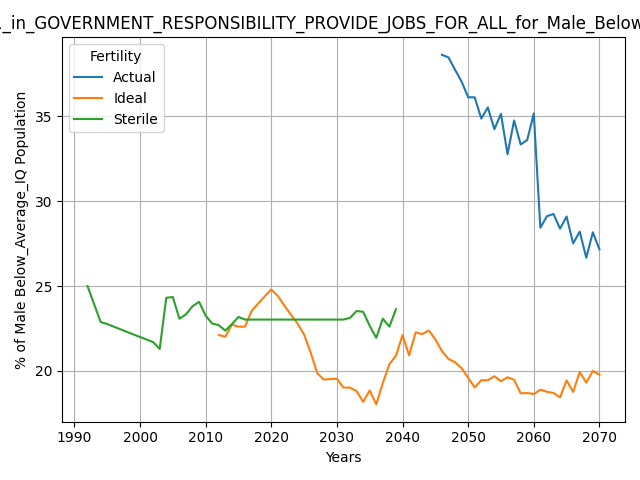 _in_GOVERNMENT_RESPONSIBILITY_PROVIDE_JOBS_FOR_ALL_for_Male_Below
Fertility
Actual
Ideal
Sterile
% of Male Below_Average_IQ Population
35
30
25
20
1990 2000 2010 2020 2030 2040 2050 2060 2070
Years